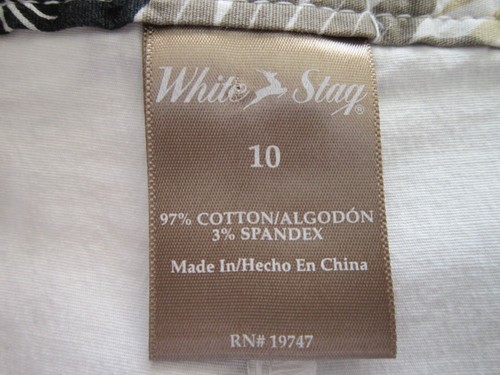 White Stag®
10
97% COTTON/ALGODÓN
3% SPANDEX
Made In/Hecho En China
RN# 19747